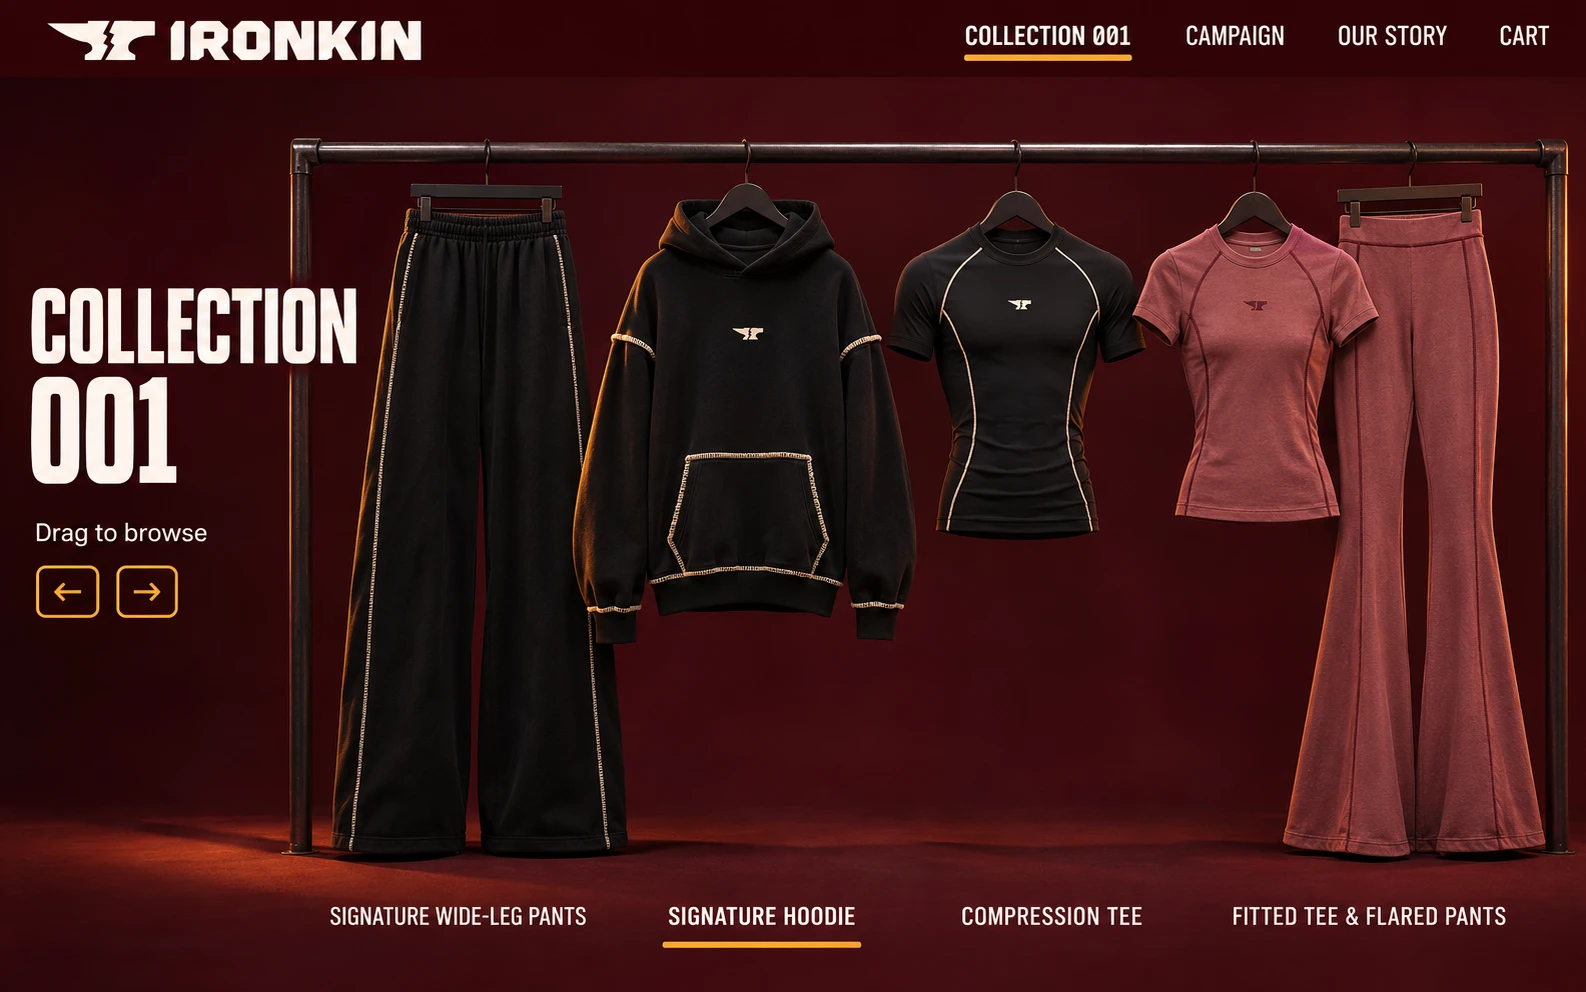 IRONKIN
COLLECTION 001
CAMPAIGN
OUR STORY
CART
COLLECTION
001
Drag to browse
SIGNATURE WIDE-LEG PANTS
SIGNATURE HOODIE
COMPRESSION TEE
FITTED TEE & FLARED PANTS